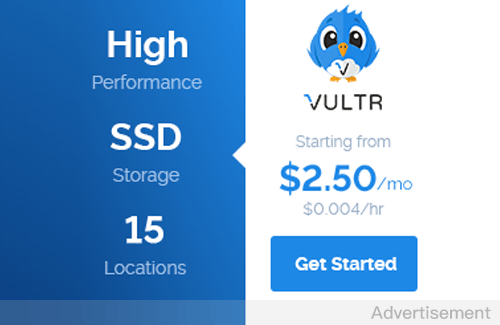 High
Performance
SSD
Storage
15
Locations
VULTR
Starting from
$2.50/mo
$0.004/hr
Get Started
Advertisement